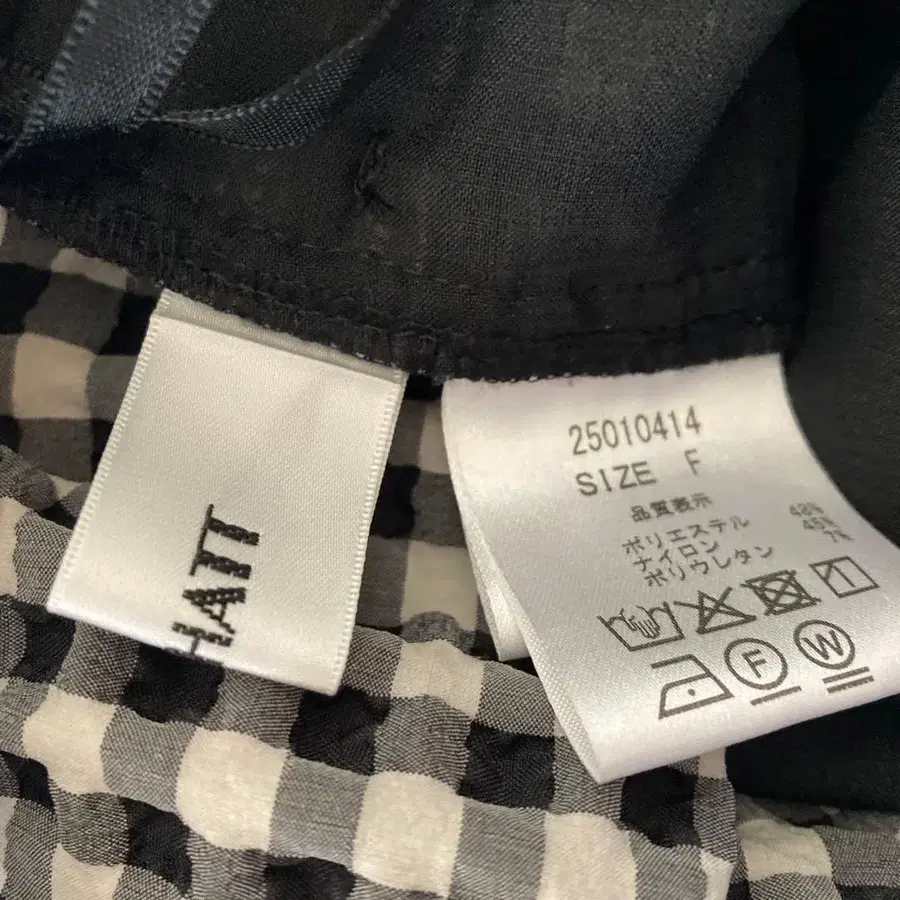 HATI
25010414
SIZE F
品質表示
ポリエステル 48%
ナイロン 45%
ポリウレタン 7%
F W